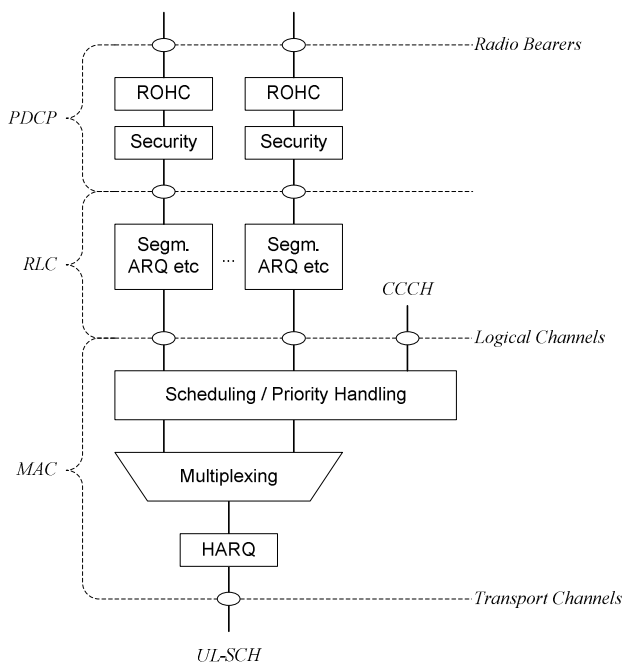 Radio Bearers
ROHC ROHC
PDCP
Security Security
Segm. ARQ etc ... Segm. ARQ etc
RLC
CCCH
Logical Channels
Scheduling / Priority Handling
MAC
Multiplexing
HARQ
Transport Channels
UL-SCH